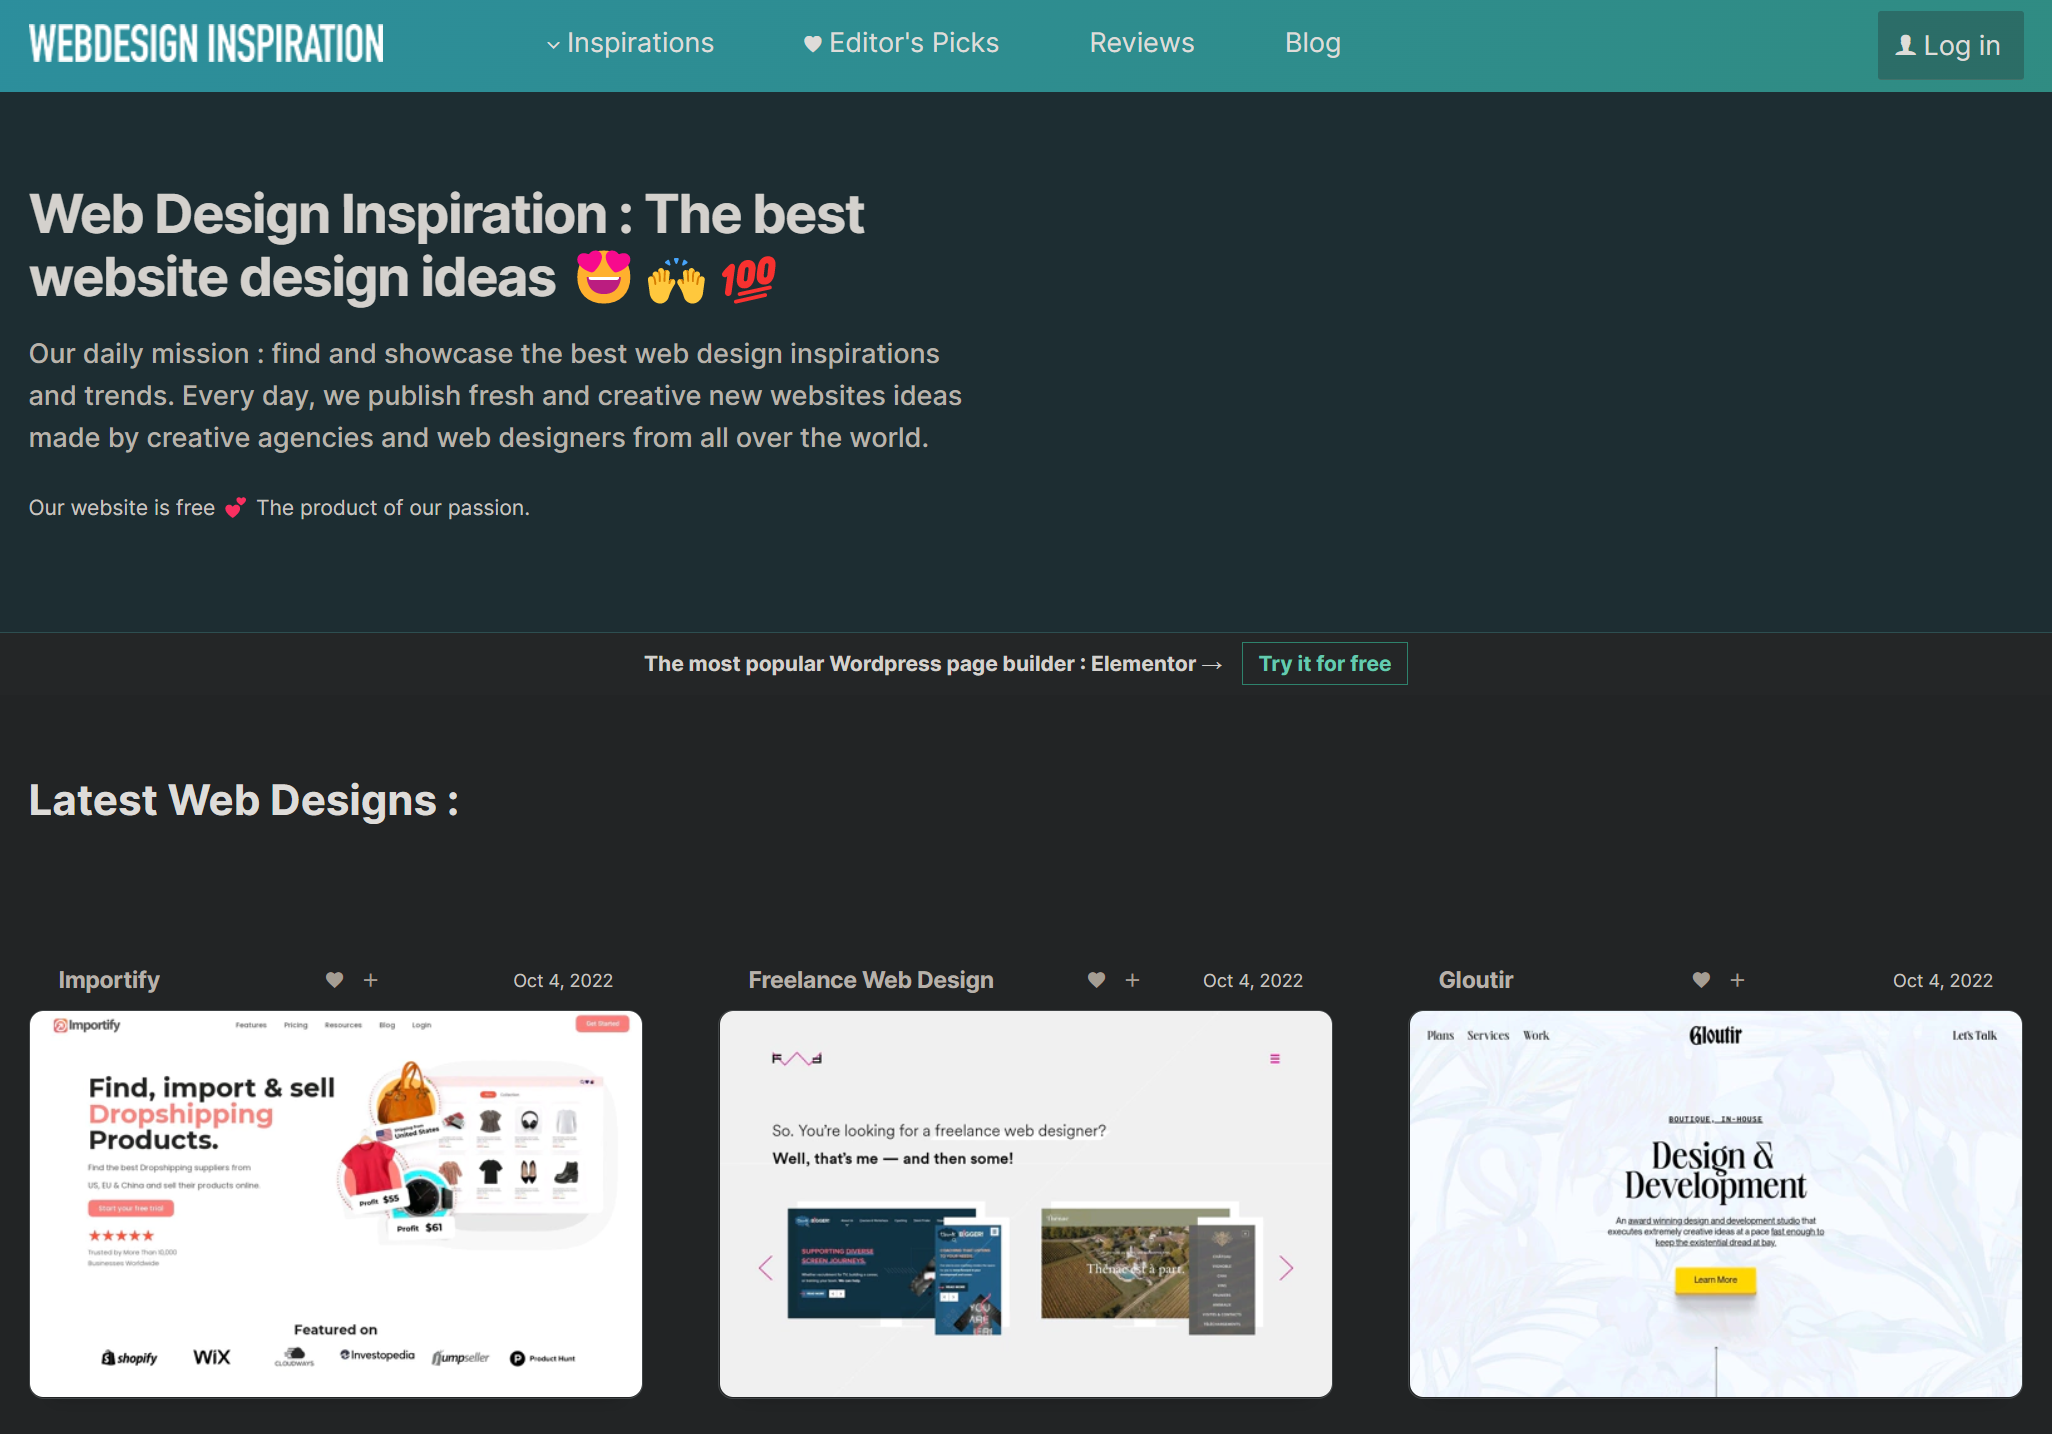 WEBDESIGN INSPIRATION
Inspirations
Editor's Picks
Reviews
Blog
Log in
Web Design Inspiration : The best
website design ideas 😍 🙌 💯
Our daily mission : find and showcase the best web design inspirations
and trends. Every day, we publish fresh and creative new websites ideas
made by creative agencies and web designers from all over the world.
Our website is free 💕 The product of our passion.
The most popular Wordpress page builder : Elementor →
Try it for free
Latest Web Designs :
Importify
Oct 4, 2022
Importify
Features Pricing Resources Blog Login
Get Started
Find, import & sell
Dropshipping
Products.
Find the best Dropshipping suppliers from
US, EU & China and sell their products online.
Start your free trial
Trusted by More Than 10,000
Businesses Worldwide
Collection
Shipping from
United States
Profit $55
Profit $61
Featured on
shopify
WiX
CLOUDWAYS
Investopedia
Jumpseller
Product Hunt
Freelance Web Design
Oct 4, 2022
So. You're looking for a freelance web designer?
Well, that's me — and then some!
SUPPORTING DIVERSE
SCREEN JOURNEYS.
READ MORE
YOU
ARE
Thénac est à part.
Gloutir
Oct 4, 2022
Plans Services Work
Gloutir
Let's Talk
BOUTIQUE, IN-HOUSE
Design &
Development
An award winning design and development studio that
executes extremely creative ideas at a pace fast enough to
keep the existential dread at bay.
Learn More